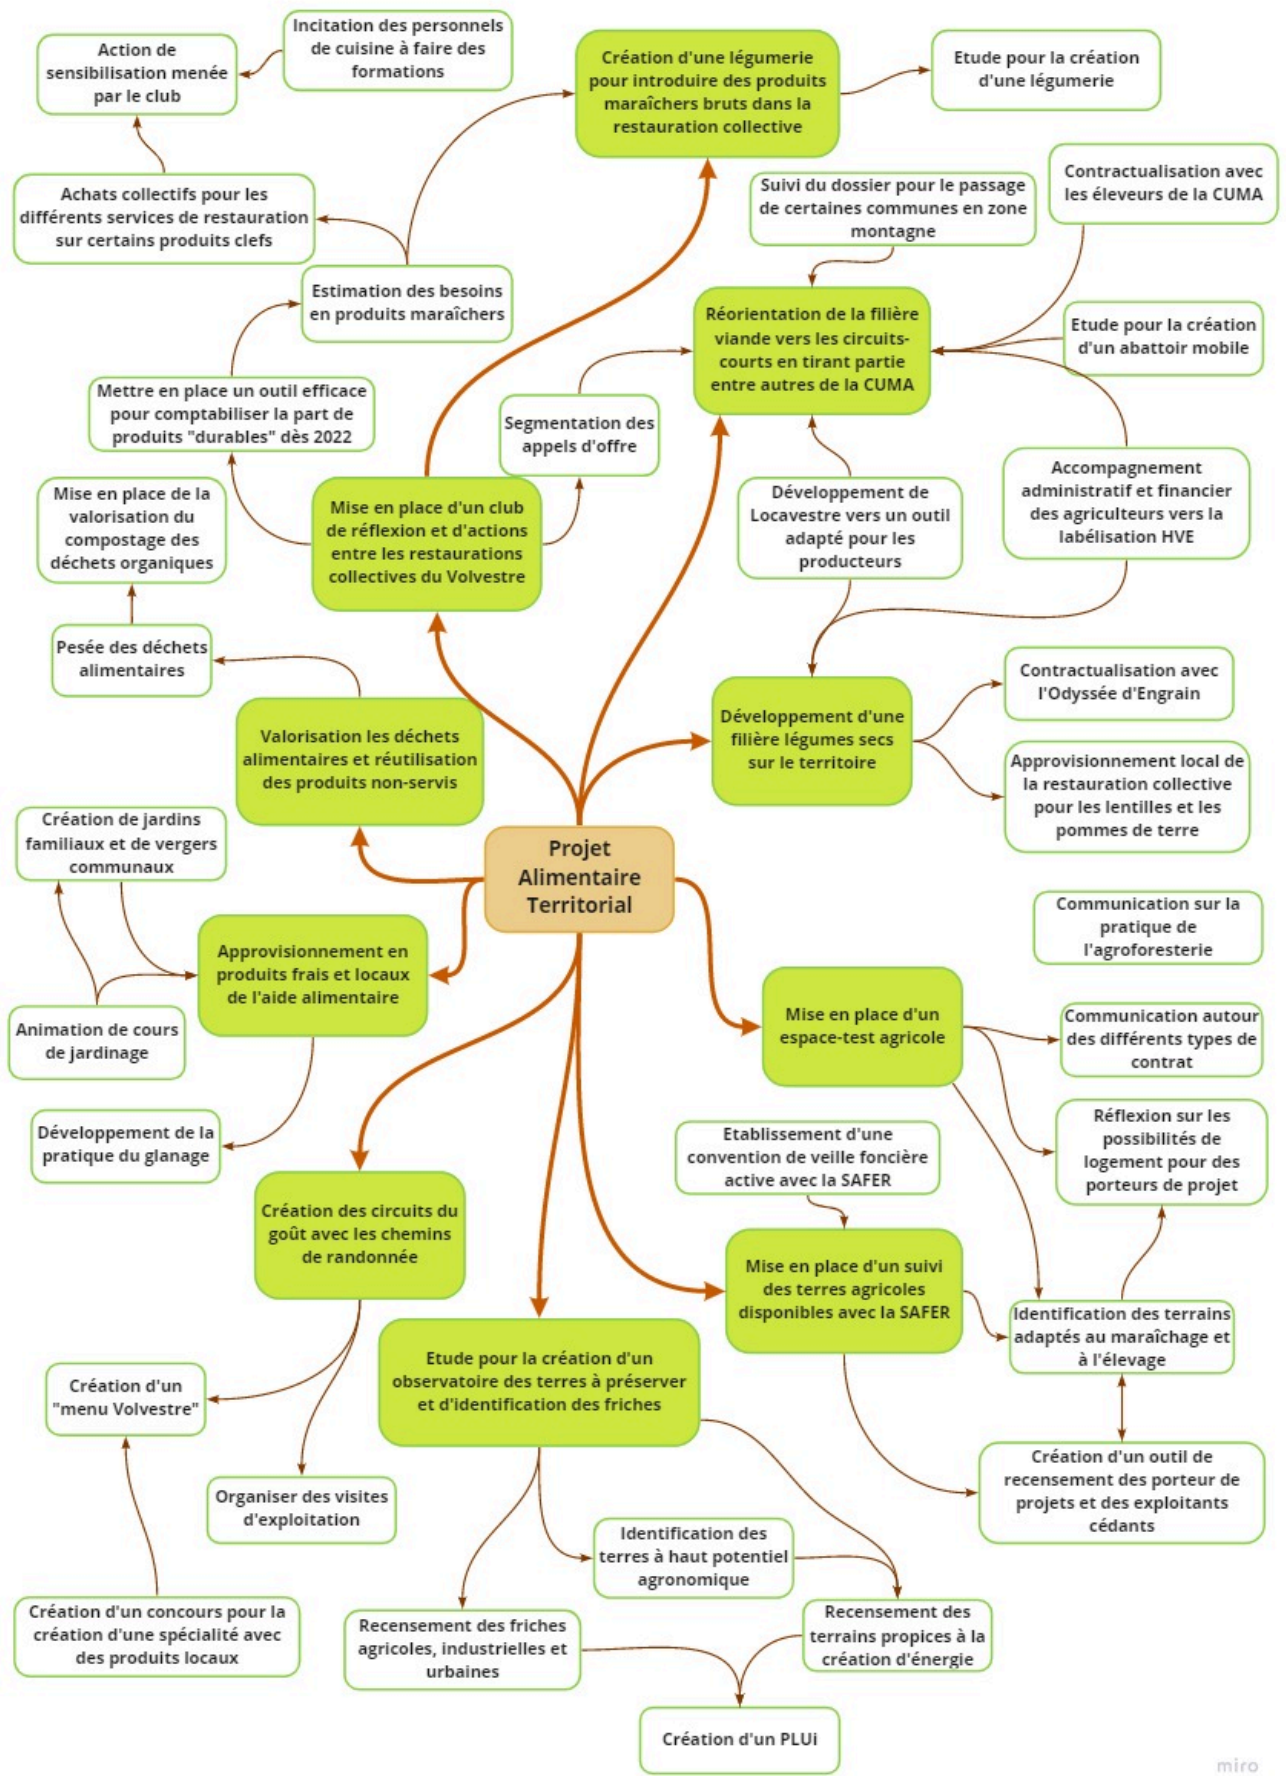 Incitation des personnels
de cuisine à faire des
formations
Action de
sensibilisation menée
par le club
Création d'une légumerie
pour introduire des produits
maraîchers bruts dans la
restauration collective
Etude pour la création
d'une légumerie
Achats collectifs pour les
différents services de restauration
sur certains produits clefs
Suivi du dossier pour le passage
de certaines communes en zone
montagne
Contractualisation avec
les éleveurs de la CUMA
Estimation des besoins
en produits maraîchers
Réorientation de la filière
viande vers les circuits-
courts en tirant partie
entre autres de la CUMA
Etude pour la création
d'un abattoir mobile
Mettre en place un outil efficace
pour comptabiliser la part de
produits "durables" dès 2022
Segmentation des
appels d'offre
Mise en place de la
valorisation du
compostage des
déchets organiques
Mise en place d'un club
de réflexion et d'actions
entre les restaurations
collectives du Volvestre
Développement de
Locavestre vers un outil
adapté pour les
producteurs
Accompagnement
administratif et financier
des agriculteurs vers la
labélisation HVE
Pesée des déchets
alimentaires
Valorisation les déchets
alimentaires et réutilisation
des produits non-servis
Développement d'une
filière légumes secs
sur le territoire
Contractualisation avec
l'Odyssée d'Engrain
Approvisionnement local de
la restauration collective
pour les lentilles et les
pommes de terre
Création de jardins
familiaux et de vergers
communaux
Projet
Alimentaire
Territorial
Communication sur la
pratique de
l'agroforesterie
Approvisionnement en
produits frais et locaux
de l'aide alimentaire
Animation de cours
de jardinage
Mise en place d'un
espace-test agricole
Communication autour
des différents types de
contrat
Développement de la
pratique du glanage
Etablissement d'une
convention de veille foncière
active avec la SAFER
Réflexion sur les
possibilités de
logement pour des
porteurs de projet
Création des circuits du
goût avec les chemins
de randonnée
Mise en place d'un suivi
des terres agricoles
disponibles avec la SAFER
Identification des terrains
adaptés au maraîchage et
à l'élevage
Etude pour la création d'un
observatoire des terres à préserver
et d'identification des friches
Création d'un
"menu Volvestre"
Organiser des visites
d'exploitation
Création d'un outil de
recensement des porteur de
projets et des exploitants
cédants
Identification des
terres à haut potentiel
agronomique
Création d'un concours pour la
création d'une spécialité avec
des produits locaux
Recensement des friches
agricoles, industrielles et
urbaines
Recensement des
terrains propices à la
création d'énergie
Création d'un PLUi
miro